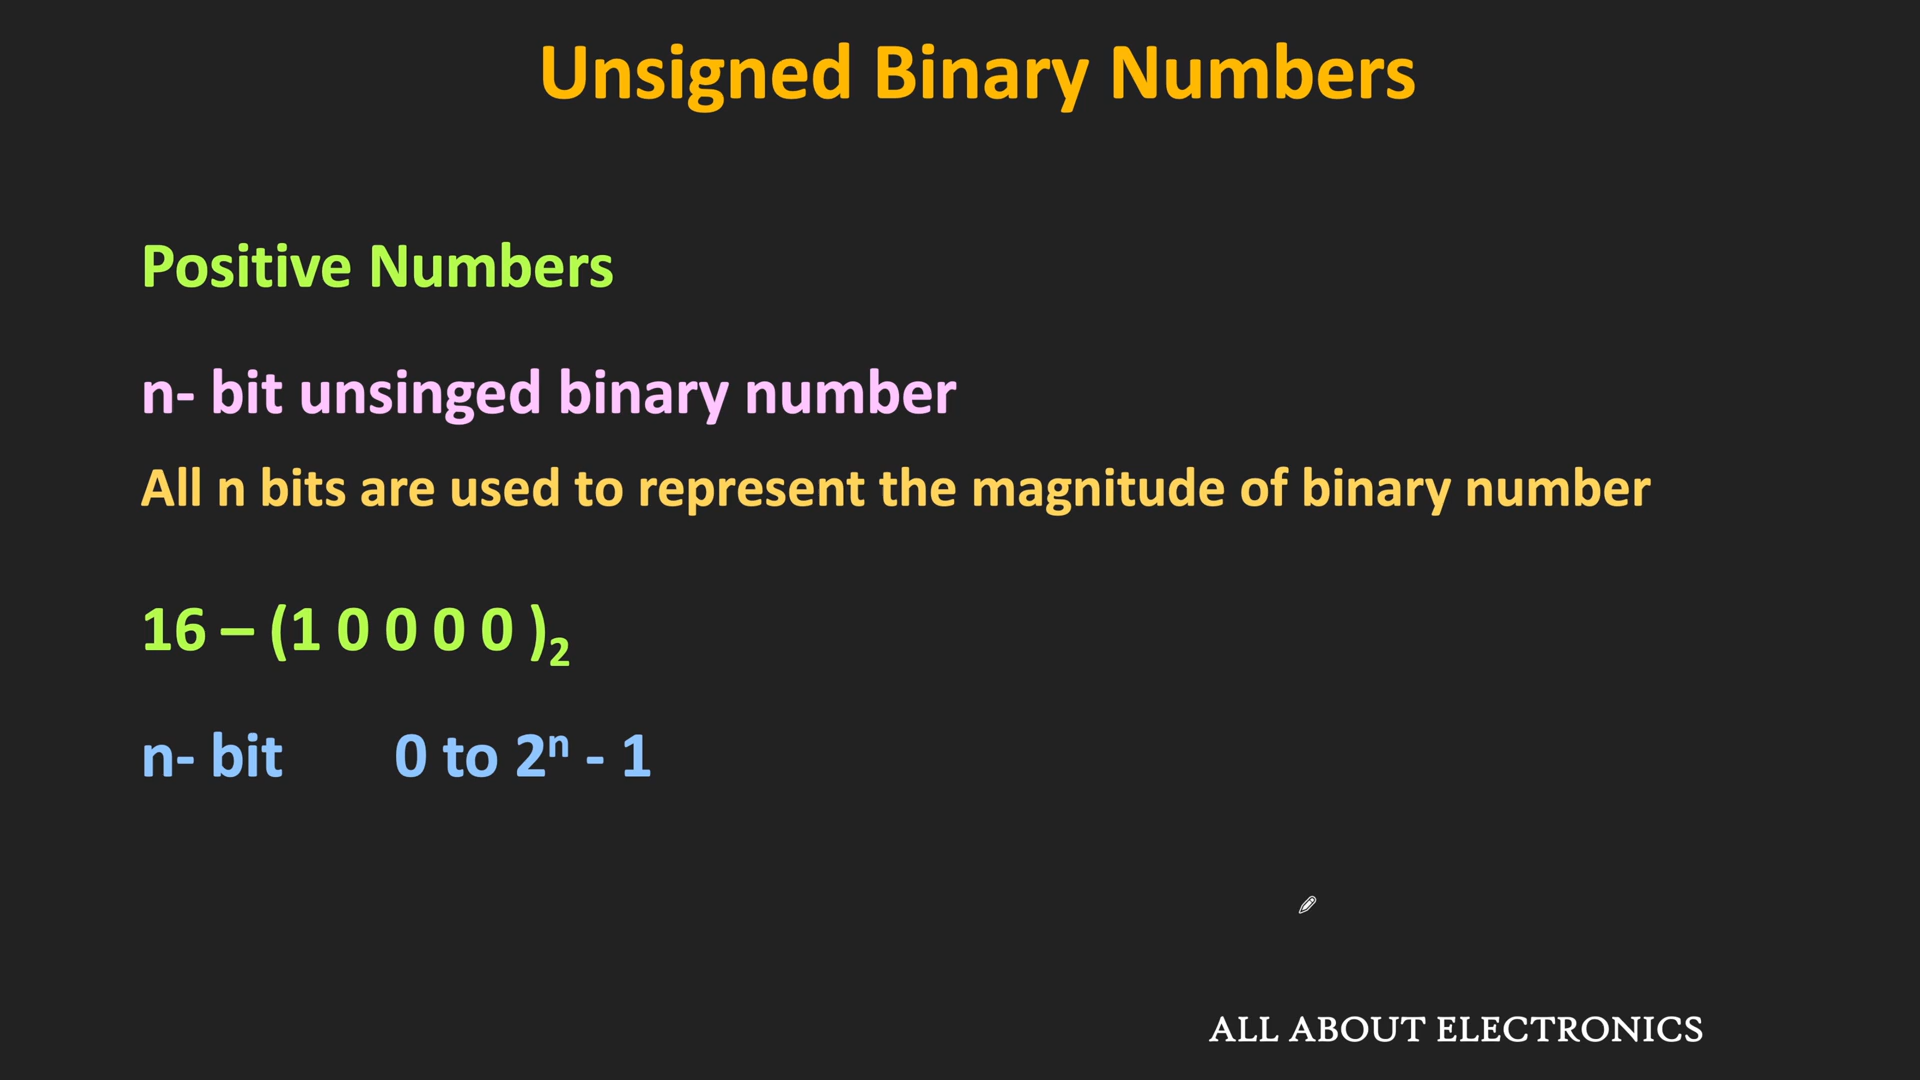 Unsigned Binary Numbers
Positive Numbers
n- bit unsinged binary number
All n bits are used to represent the magnitude of binary number
16 – (1 0 0 0 0 )₂
n- bit 0 to 2ⁿ - 1
ALL ABOUT ELECTRONICS